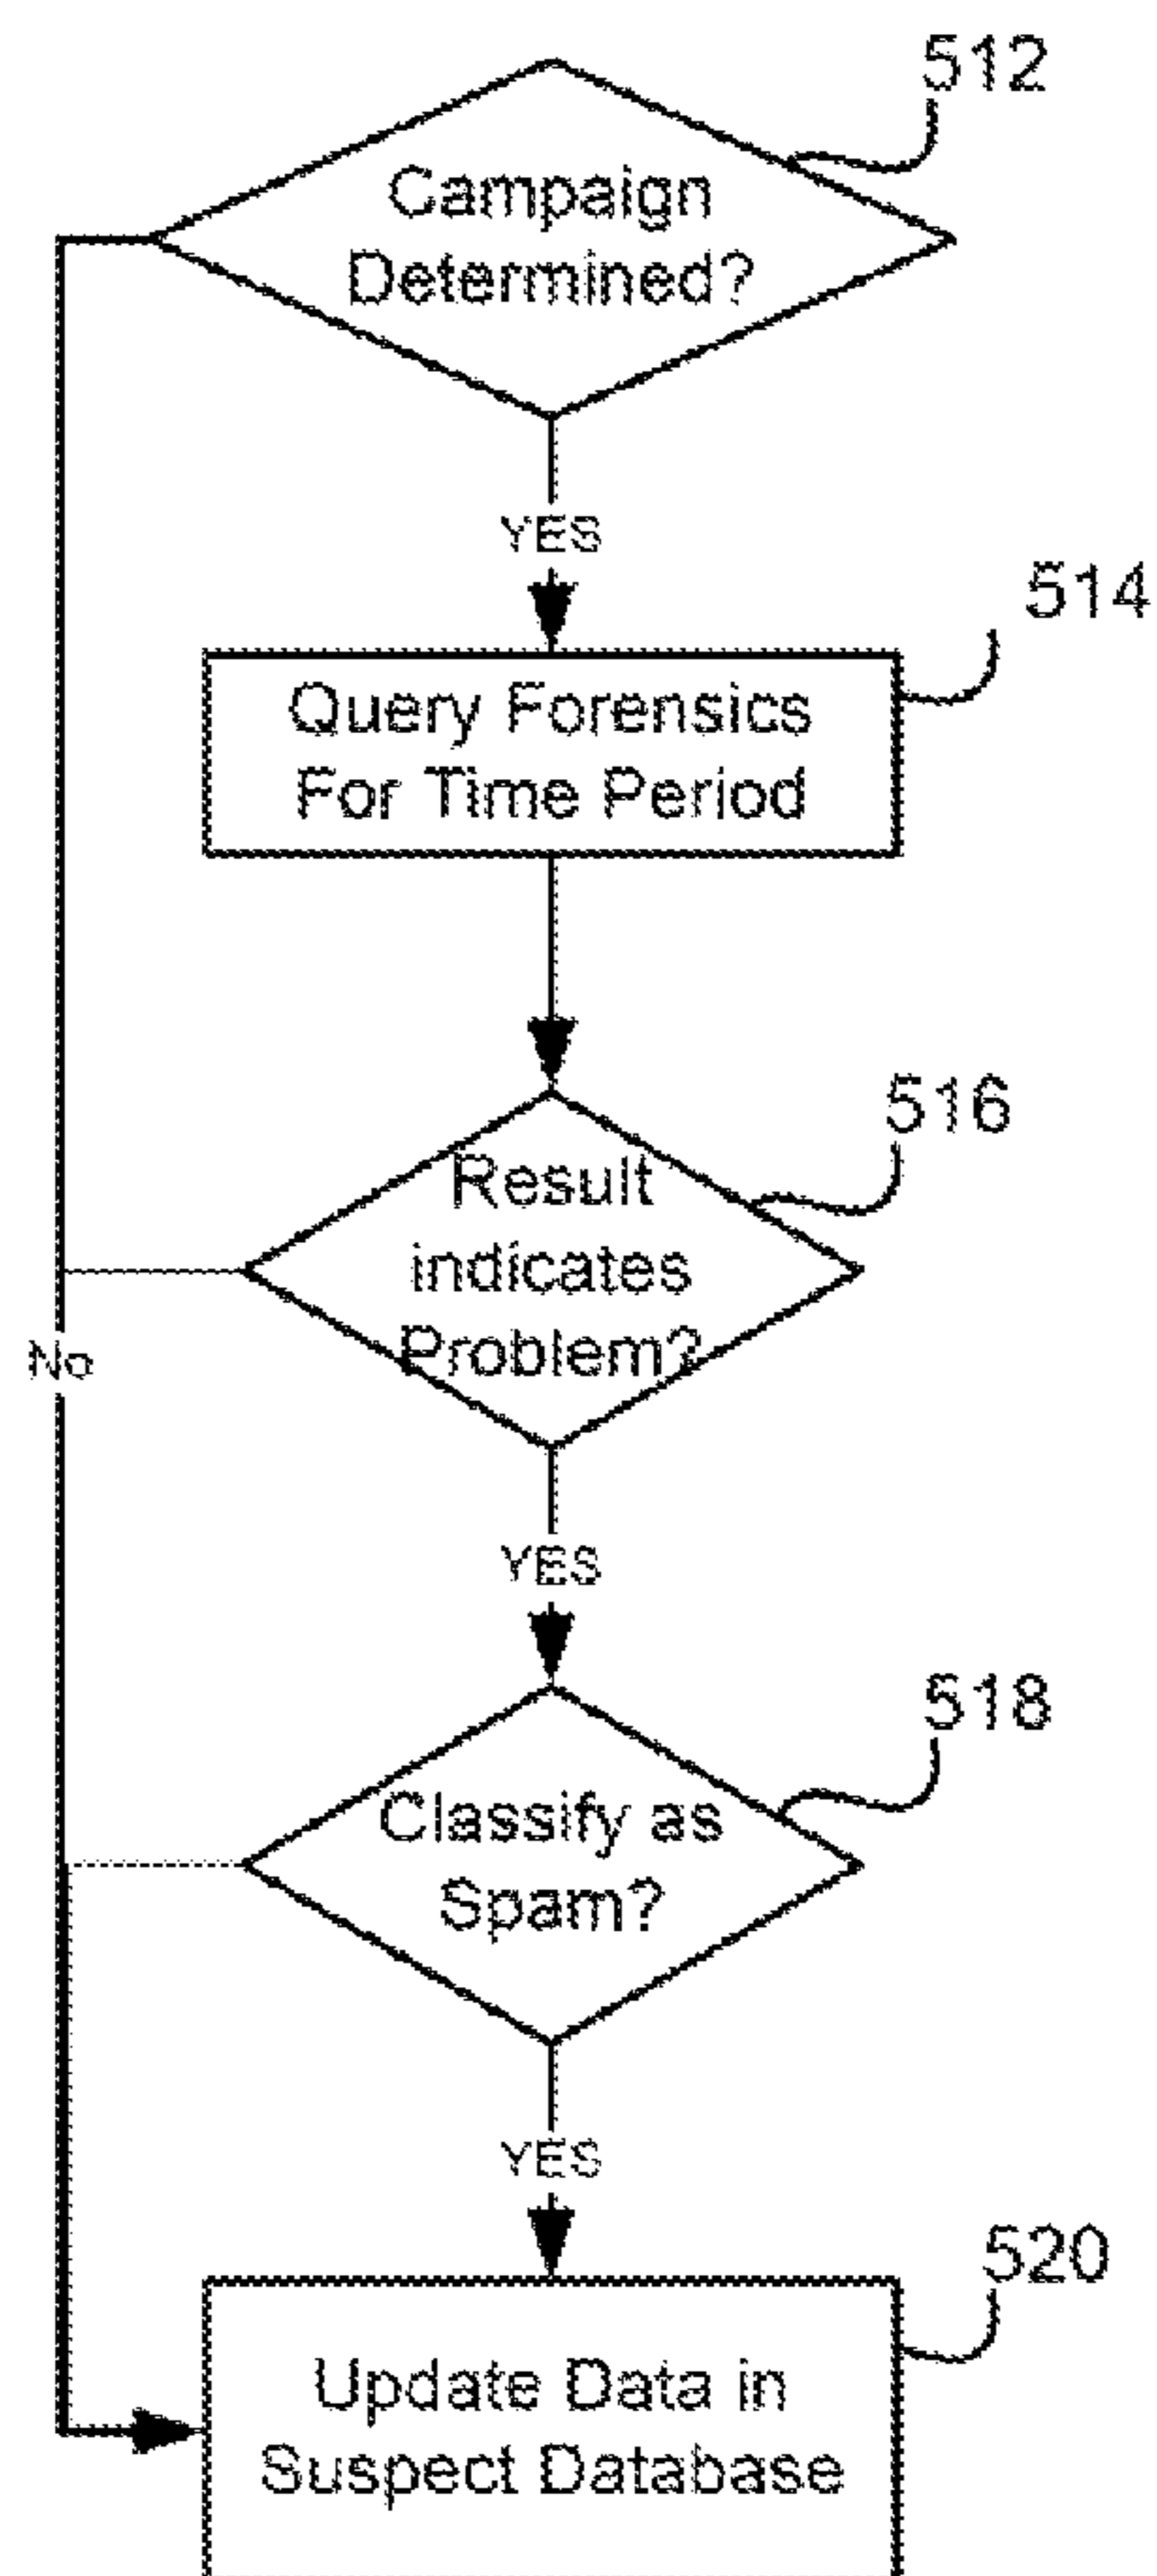 512
Campaign
Determined?
YES
514
Query Forensics
For Time Period
516
Result
indicates
Problem?
No
YES
518
Classify as
Spam?
YES
520
Update Data in
Suspect Database